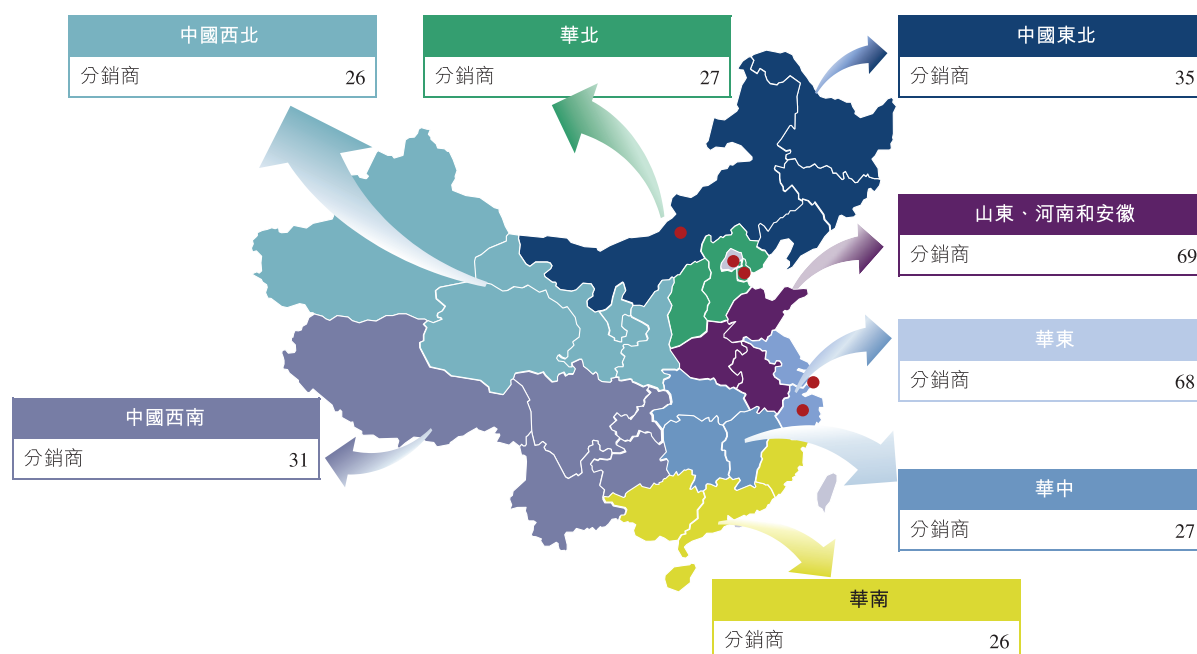 中國西北
分銷商 26
華北
分銷商 27
中國東北
分銷商 35
山東、河南和安徽
分銷商 69
華東
分銷商 68
中國西南
分銷商 31
華中
分銷商 27
華南
分銷商 26